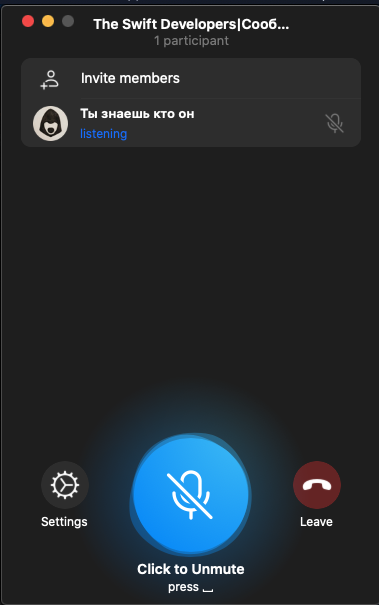 The Swift Developers|Сооб...
1 participant
Invite members
Ты знаешь кто он
listening
Settings
Leave
Click to Unmute
press ⎵